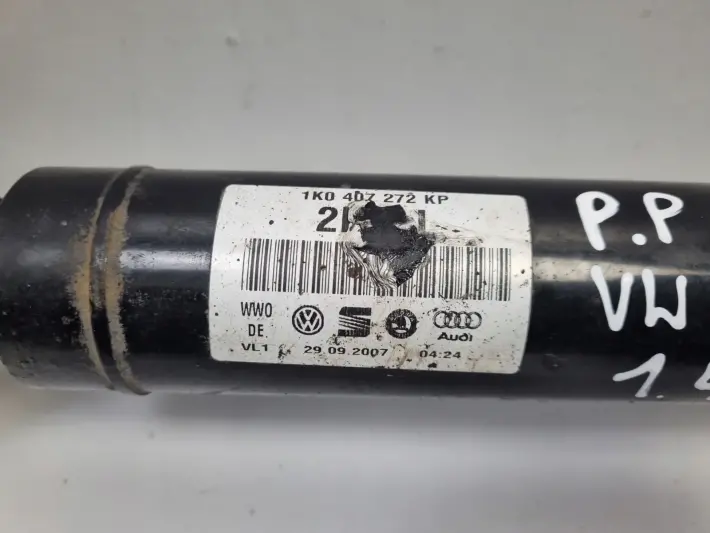 1K0 407 272 KP
WWO
DE
Audi
VL1 29.09.2007 04:24
P.P
VW